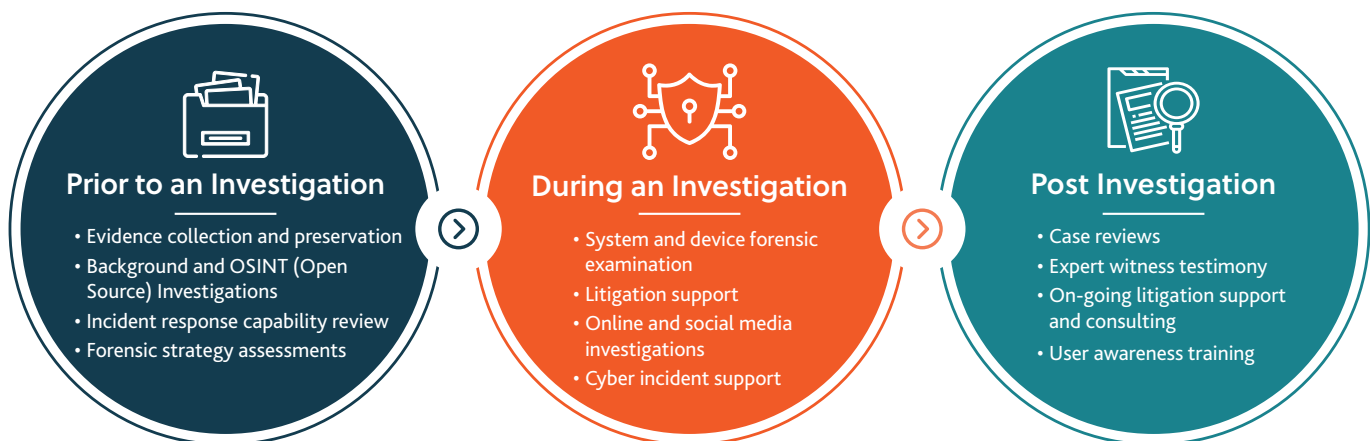 Prior to an Investigation
• Evidence collection and preservation
• Background and OSINT (Open
Source) Investigations
• Incident response capability review
• Forensic strategy assessments
During an Investigation
• System and device forensic
examination
• Litigation support
• Online and social media
investigations
• Cyber incident support
Post Investigation
• Case reviews
• Expert witness testimony
• On-going litigation support
and consulting
• User awareness training